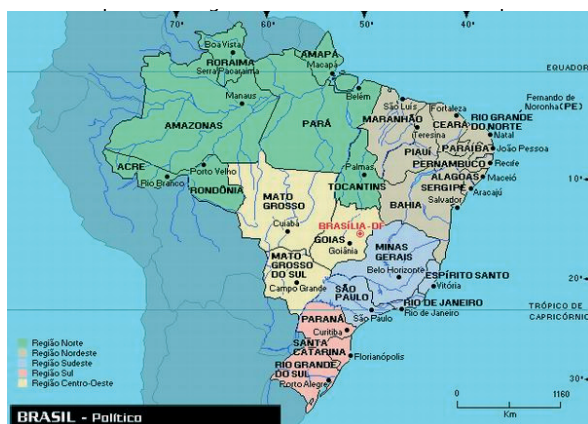 70°
60°
50°
40°
Boa Vista
RORAIMA
Serra Pacaraima
AMAPÁ
Macapá
EQUADOR
Manaus
Belém
São Luís
Fortaleza
Fernando de
Noronha(PE)
AMAZONAS
PARÁ
MARANHÃO
Teresina
CEARÁ
RIO GRANDE
DO NORTE
Natal
PIAUÍ
PARAÍBA
João Pessoa
ACRE
Rio Branco
Porto Velho
RONDÔNIA
Palmas
TOCANTINS
PERNAMBUCO
Recife
ALAGOAS
Maceió
SERGIPE
Aracajú
10°
MATO
GROSSO
Cuiabá
BAHIA
Salvador
BRASÍLIA-DF
GOIÁS
Goiânia
MINAS
GERAIS
Belo Horizonte
MATO
GROSSO
DO SUL
Campo Grande
ESPÍRITO SANTO
Vitória
20°
SÃO
PAULO
São Paulo
RIO DE JANEIRO
Rio de Janeiro
TRÓPICO DE
CAPRICÓRNIO
PARANÁ
Curitiba
SANTA
CATARINA
Florianópolis
RIO GRANDE
DO SUL
Porto Alegre
30°
Região Norte
Região Nordeste
Região Sudeste
Região Sul
Região Centro-Oeste
0
1160
Km
BRASIL - Político